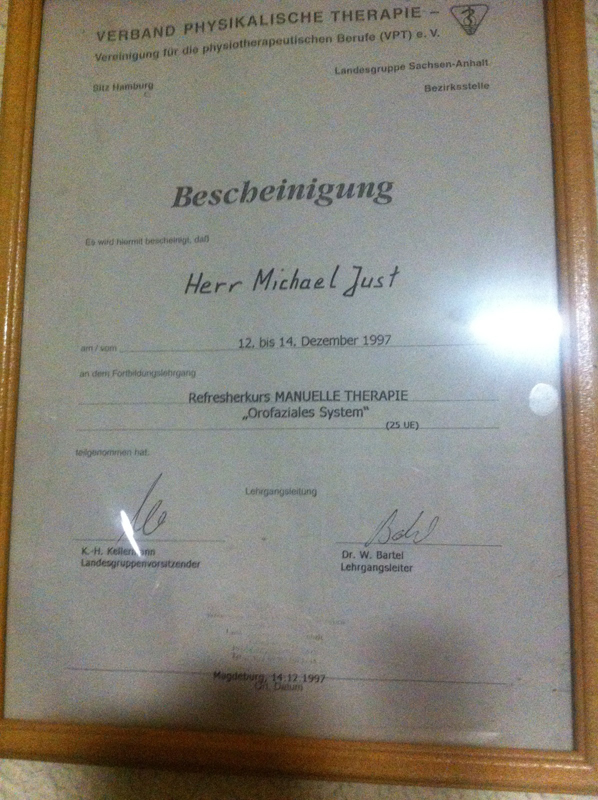 VERBAND PHYSIKALISCHE THERAPIE –
Vereinigung für die physiotherapeutischen Berufe (VPT) e. V.
Sitz Hamburg
Landesgruppe Sachsen-Anhalt
Bezirksstelle
Bescheinigung
Es wird hiermit bescheinigt, daß
Herr Michael Just
am / vom 12. bis 14. Dezember 1997
an dem Fortbildungslehrgang
Refresherkurs MANUELLE THERAPIE
„Orofaziales System“
(25 UE)
teilgenommen hat.
Lehrgangsleitung
K.-H. Kellermann
Landesgruppenvorsitzender
Dr. W. Bartel
Lehrgangsleiter
Magdeburg, 14.12.1997
Ort, Datum